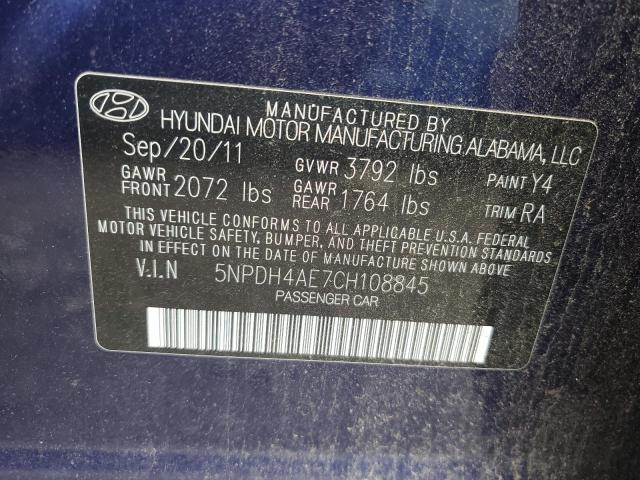 MANUFACTURED BY
HYUNDAI MOTOR MANUFACTURING ALABAMA, LLC
Sep/20/11 GVWR 3792 lbs PAINT Y4
GAWR FRONT 2072 lbs GAWR REAR 1764 lbs TRIM RA
THIS VEHICLE CONFORMS TO ALL APPLICABLE U.S.A. FEDERAL
MOTOR VEHICLE SAFETY, BUMPER, AND THEFT PREVENTION STANDARDS
IN EFFECT ON THE DATE OF MANUFACTURE SHOWN ABOVE
V.I.N 5NPDH4AE7CH108845
PASSENGER CAR